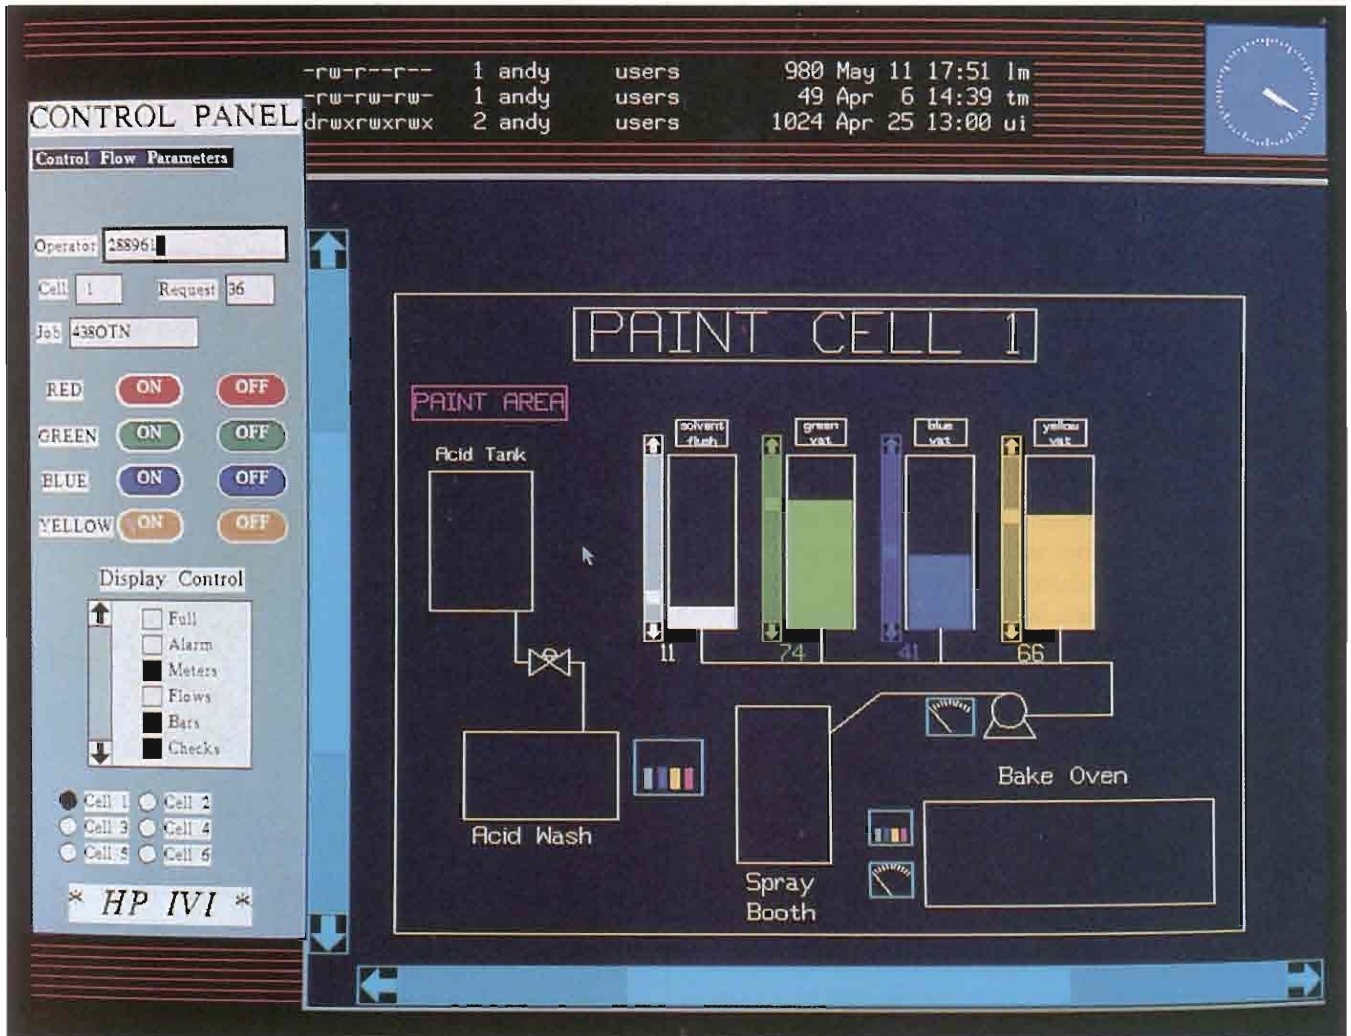 -rw-r--r-- 1 andy users 980 May 11 17:51 lm
-rw-rw-rw- 1 andy users 49 Apr 6 14:39 tm
drwxrwxrwx 2 andy users 1024 Apr 25 13:00 ui
CONTROL PANEL
Control Flow Parameters
Operator 288961
Cell 1 Request 36
Job 438OTN
RED ON OFF
GREEN ON OFF
BLUE ON OFF
YELLOW ON OFF
Display Control
Full
Alarm
Meters
Flows
Bars
Checks
Cell 1 Cell 2
Cell 3 Cell 4
Cell 5 Cell 6
* HP IVI *
PAINT CELL 1
PAINT AREA
Acid Tank
solvent
flush
green
vat
blue
vat
yellow
vat
11 74 41 66
Acid Wash
Spray
Booth
Bake Oven